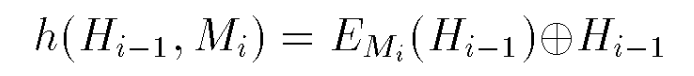 h(H_{i-1}, M_i) = E_{M_i}(H_{i-1}) ⊕ H_{i-1}